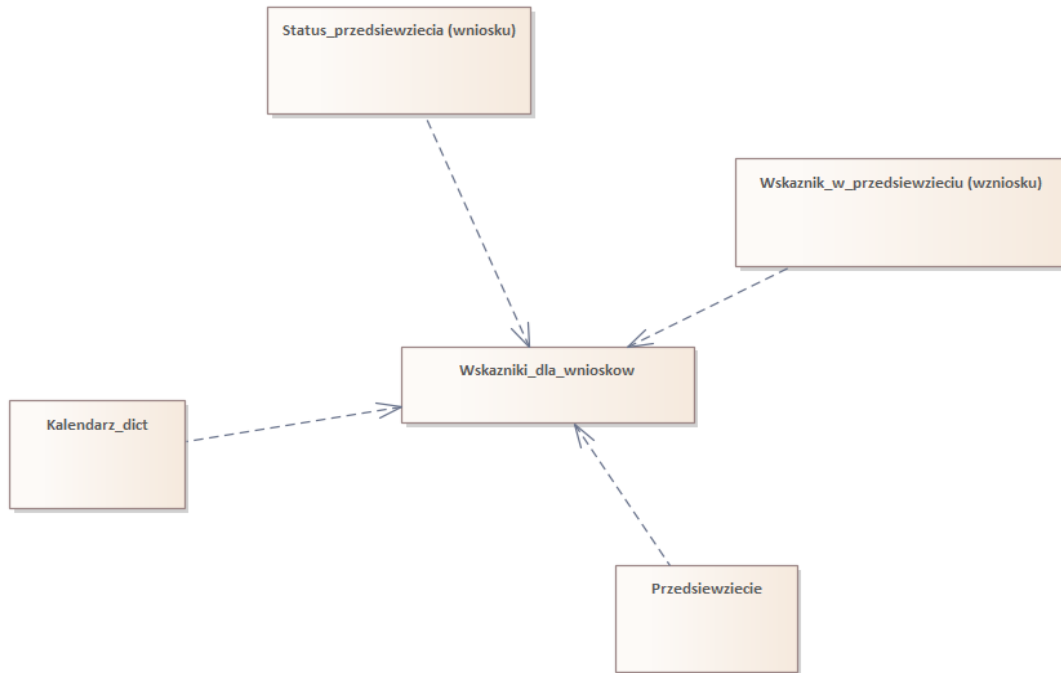 Status_przedsiewziecia (wniosku)
Wskaznik_w_przedsiewzieciu (wzniosku)
Wskazniki_dla_wnioskow
Kalendarz_dict
Przedsiewziecie